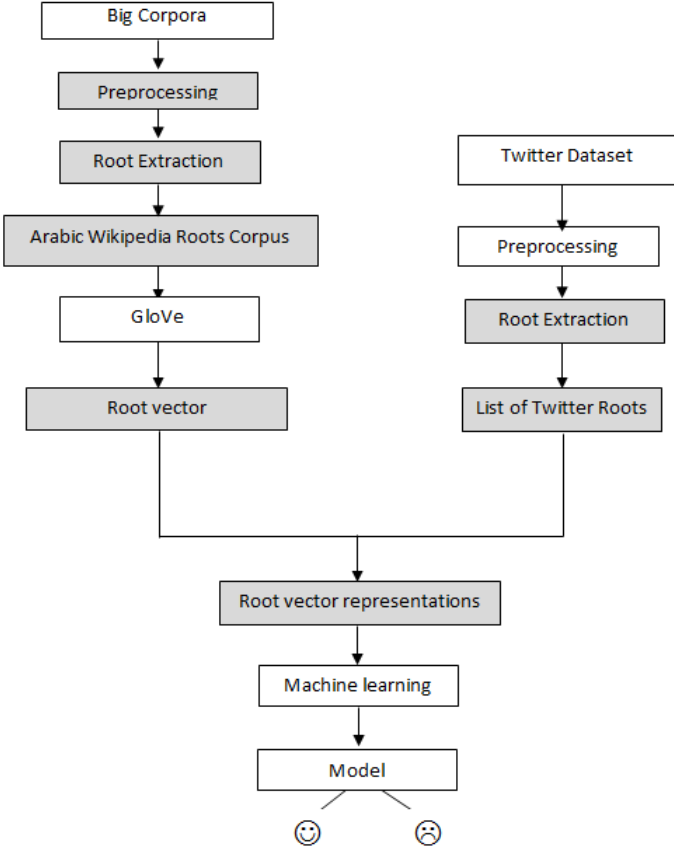 Big Corpora
Preprocessing
Root Extraction
Arabic Wikipedia Roots Corpus
GloVe
Root vector
Twitter Dataset
Preprocessing
Root Extraction
List of Twitter Roots
Root vector representations
Machine learning
Model